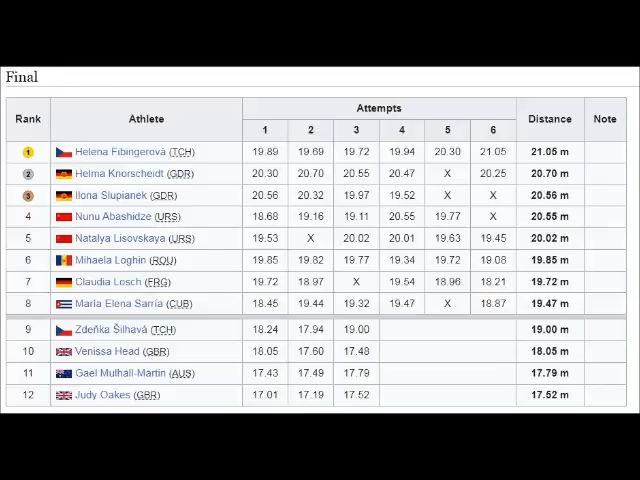 Final
Rank Athlete Attempts Distance Note
1 2 3 4 5 6
1 Helena Fibingerová (TCH) 19.89 19.69 19.72 19.94 20.30 21.05 21.05 m
2 Helma Knorscheidt (GDR) 20.30 20.70 20.55 20.47 X 20.25 20.70 m
3 Ilona Slupianek (GDR) 20.56 20.32 19.97 19.52 X X 20.56 m
4 Nunu Abashidze (URS) 18.68 19.16 19.11 20.55 19.77 X 20.55 m
5 Natalya Lisovskaya (URS) 19.53 X 20.02 20.01 19.63 19.45 20.02 m
6 Mihaela Loghin (ROU) 19.85 19.82 19.77 19.34 19.72 19.08 19.85 m
7 Claudia Losch (FRG) 19.72 18.97 X 19.54 18.96 18.21 19.72 m
8 María Elena Sarría (CUB) 18.45 19.44 19.32 19.47 X 18.87 19.47 m
9 Zdeňka Šilhavá (TCH) 18.24 17.94 19.00 19.00 m
10 Venissa Head (GBR) 18.05 17.60 17.48 18.05 m
11 Gael Mulhall-Martin (AUS) 17.43 17.49 17.79 17.79 m
12 Judy Oakes (GBR) 17.01 17.19 17.52 17.52 m